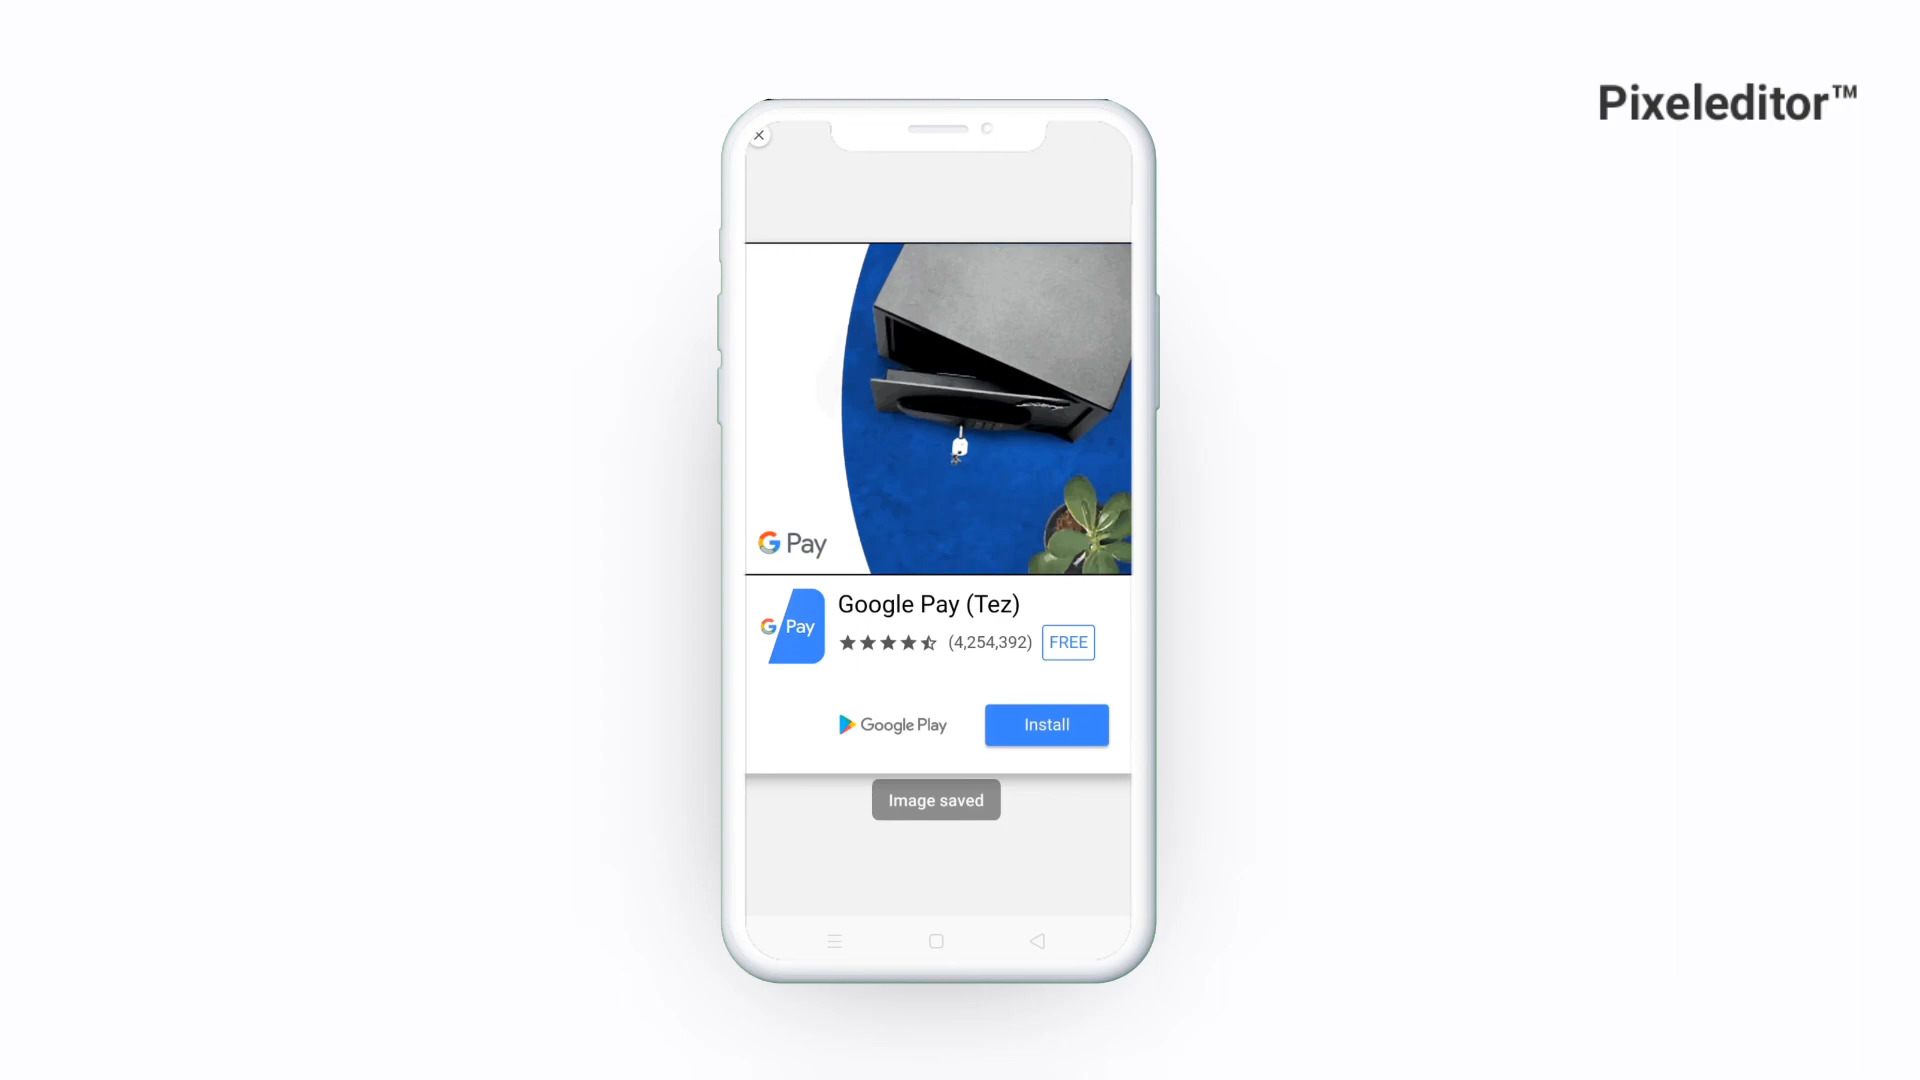 Pixeleditor™
G Pay
G Pay
Google Pay (Tez)
(4,254,392) FREE
Google Play
Install
Image saved